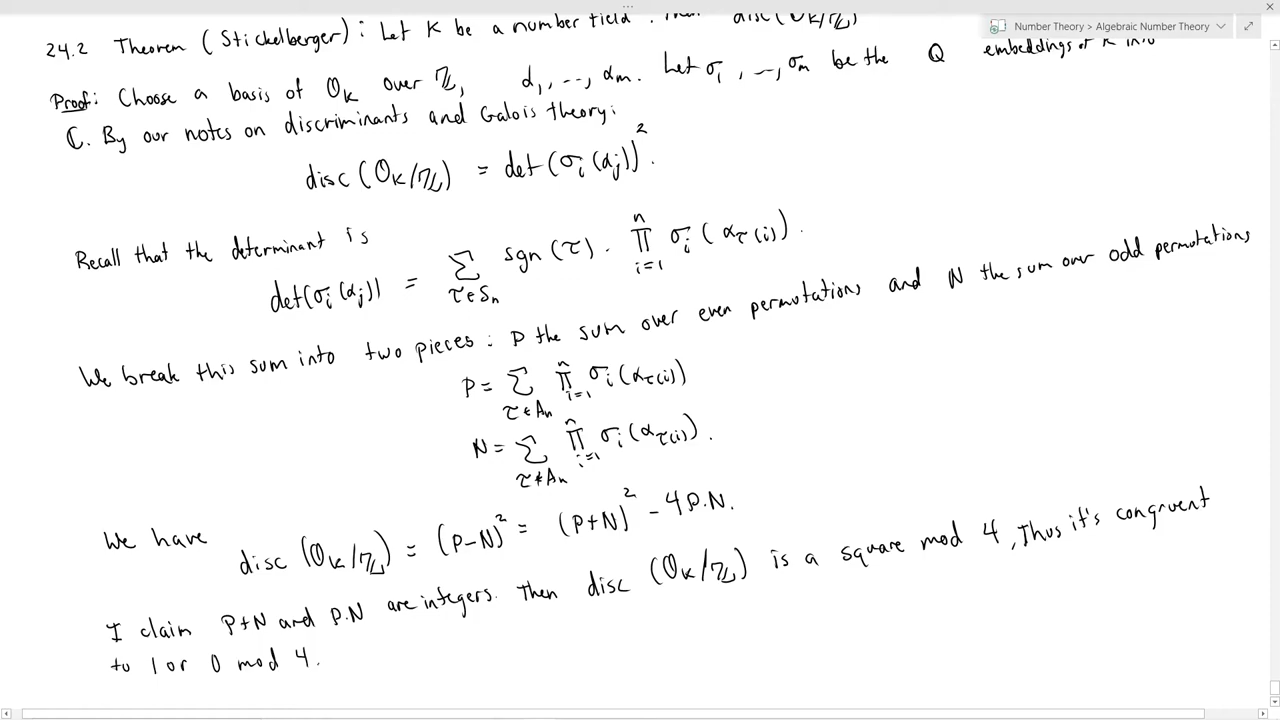 24.2 Theorem (Stickelberger): Let K be a number field. Then disc(O_K/ℤ)
Number Theory > Algebraic Number Theory
Proof: Choose a basis of O_K over ℤ, α_1, ..., α_m. Let σ_1, ..., σ_m be the Q embeddings of K into
ℂ. By our notes on discriminants and Galois theory:
disc(O_K/ℤ) = det(σ_i(α_j))^2.
Recall that the determinant is
det(σ_i(α_j)) = Σ_{τ∈S_n} sgn(τ) · ∏_{i=1}^{n} σ_i(α_{τ(i)}).
We break this sum into two pieces: P the sum over even permutations and N the sum over odd permutations
P = Σ_{τ∈A_n} ∏_{i=1}^{n} σ_i(α_{τ(i)})
N = Σ_{τ∉A_n} ∏_{i=1}^{n} σ_i(α_{τ(i)}).
We have
disc(O_K/ℤ) = (P-N)^2 = (P+N)^2 - 4P.N.
I claim P+N and P.N are integers. Then disc(O_K/ℤ) is a square mod 4, Thus it's congruent
to 1 or 0 mod 4.